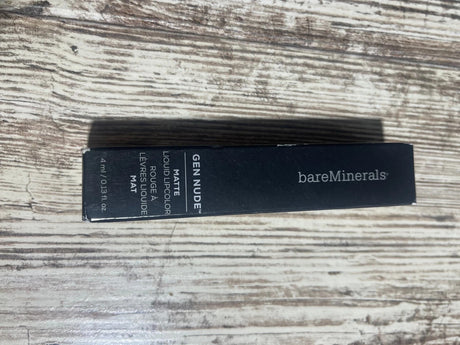 bareMinerals®
GEN NUDE™
MATTE
LIQUID LIPCOLOR
ROUGE À
LÈVRES LIQUIDE
MAT
4 ml / 0.13 fl. oz.